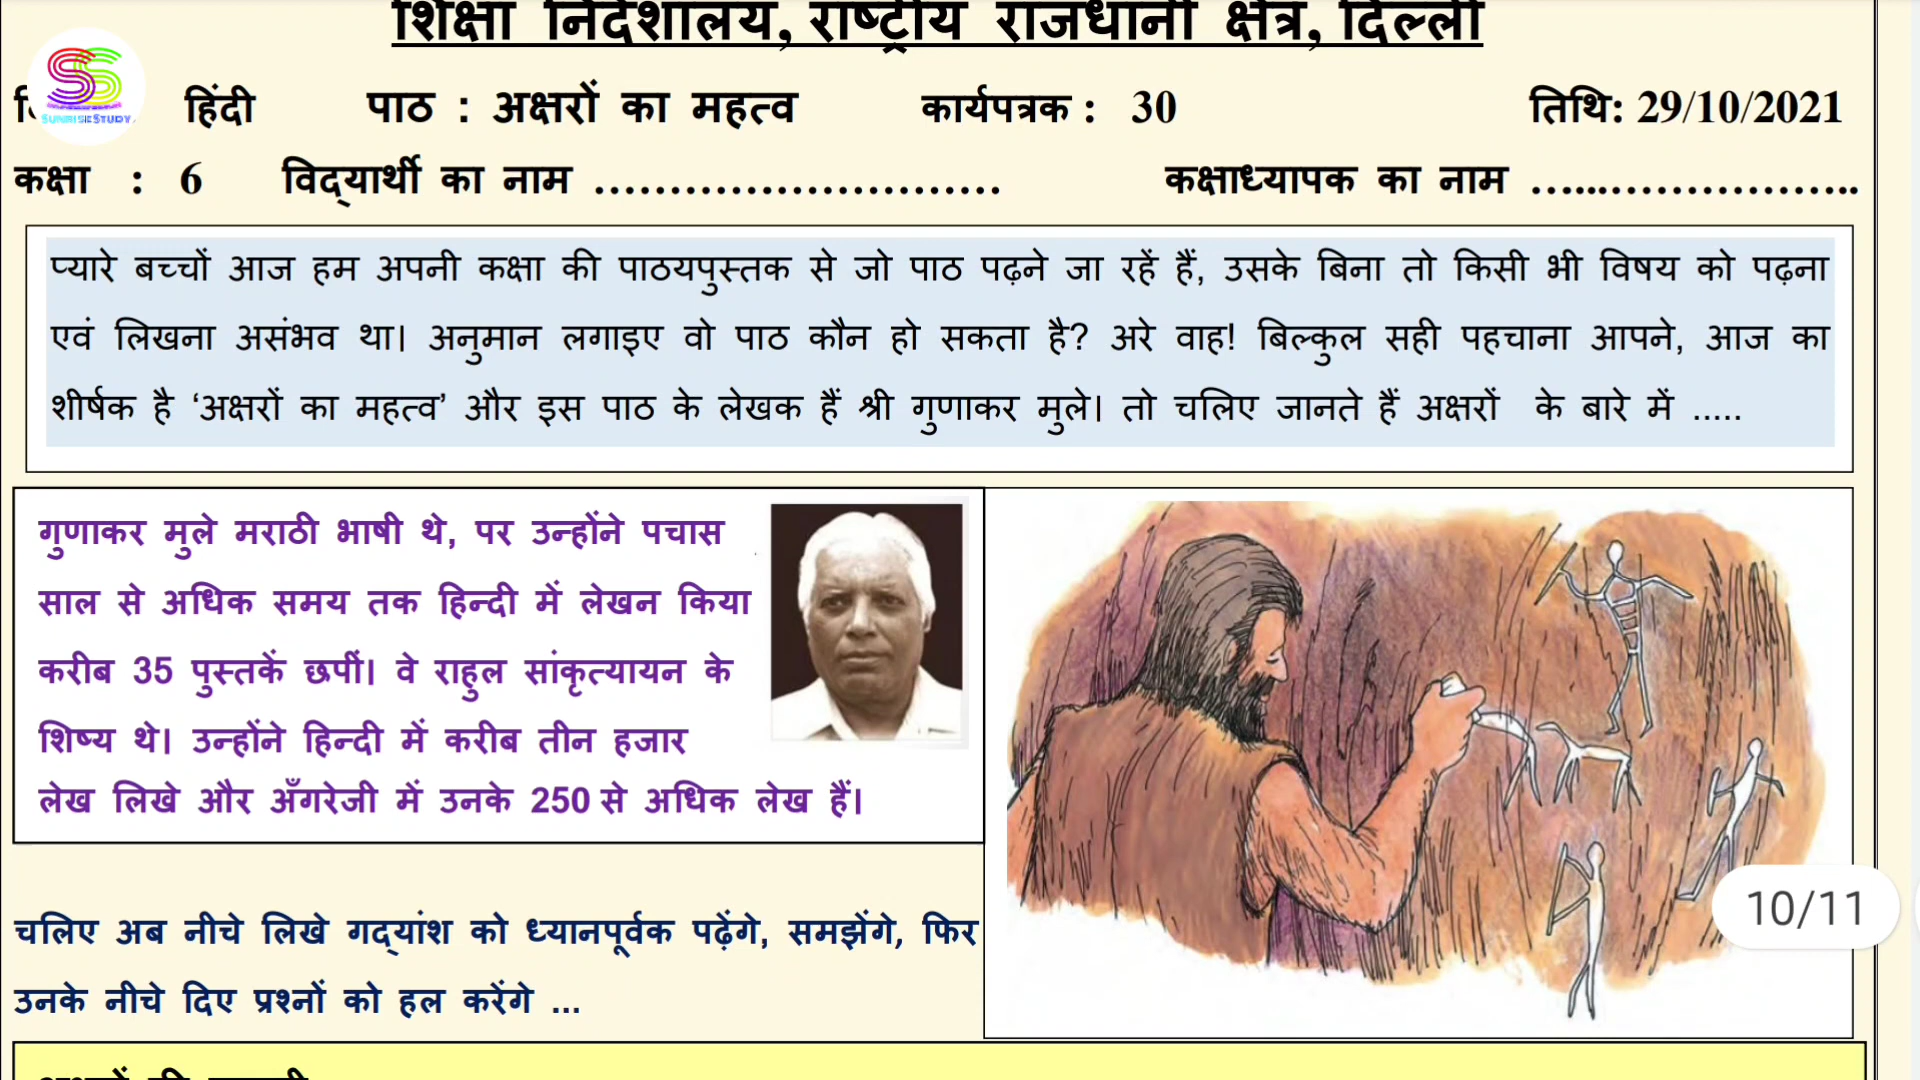 शिक्षा निदेशालय, राष्ट्रीय राजधानी क्षेत्र, दिल्ली
SUNRISESTUDY
हिंदी पाठ : अक्षरों का महत्व कार्यपत्रक : 30 तिथि: 29/10/2021
कक्षा : 6 विद्यार्थी का नाम ........................... कक्षाध्यापक का नाम ......................
प्यारे बच्चों आज हम अपनी कक्षा की पाठयपुस्तक से जो पाठ पढ़ने जा रहें हैं, उसके बिना तो किसी भी विषय को पढ़ना
एवं लिखना असंभव था। अनुमान लगाइए वो पाठ कौन हो सकता है? अरे वाह! बिल्कुल सही पहचाना आपने, आज का
शीर्षक है ‘अक्षरों का महत्व’ और इस पाठ के लेखक हैं श्री गुणाकर मुले। तो चलिए जानते हैं अक्षरों के बारे में .....
गुणाकर मुले मराठी भाषी थे, पर उन्होंने पचास
साल से अधिक समय तक हिन्दी में लेखन किया
करीब 35 पुस्तकें छपीं। वे राहुल सांकृत्यायन के
शिष्य थे। उन्होंने हिन्दी में करीब तीन हजार
लेख लिखे और अँगरेजी में उनके 250 से अधिक लेख हैं।
चलिए अब नीचे लिखे गद्यांश को ध्यानपूर्वक पढ़ेंगे, समझेंगे, फिर
उनके नीचे दिए प्रश्नों को हल करेंगे ...
10/11